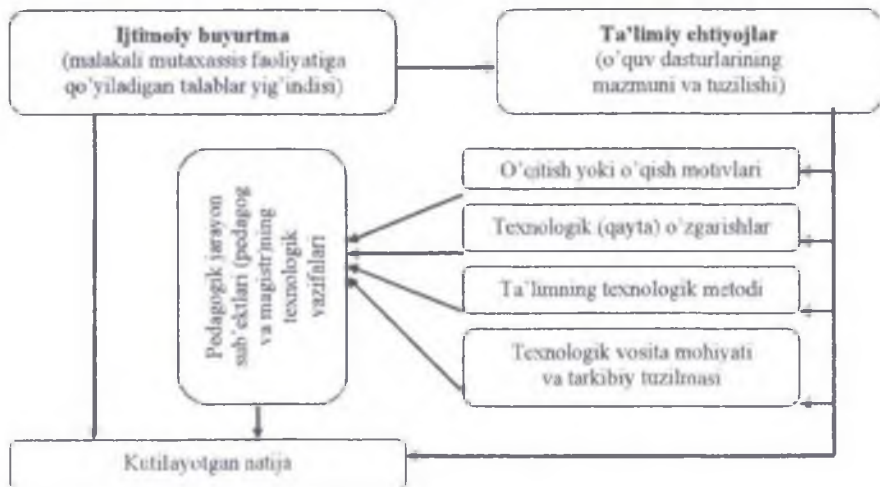 Ijtimoiy buyurtma
(malakali mutaxassis faoliyatiga
qo'yiladigan talablar yig'indisi)
Ta'limiy ehtiyojlar
(o'quv dasturlarining
mazmuni va tuzilishi)
Pedagogik jarayon
sub'ektlari (pedagog
va magistr)ning
texnologik
vazifalari
O'qitish yoki o'qish motivlari
Texnologik (qayta) o'zgarishlar
Ta'limning texnologik metodi
Texnologik vosita mohiyati
va tarkibiy tuzilmasi
Kutilayotgan natija